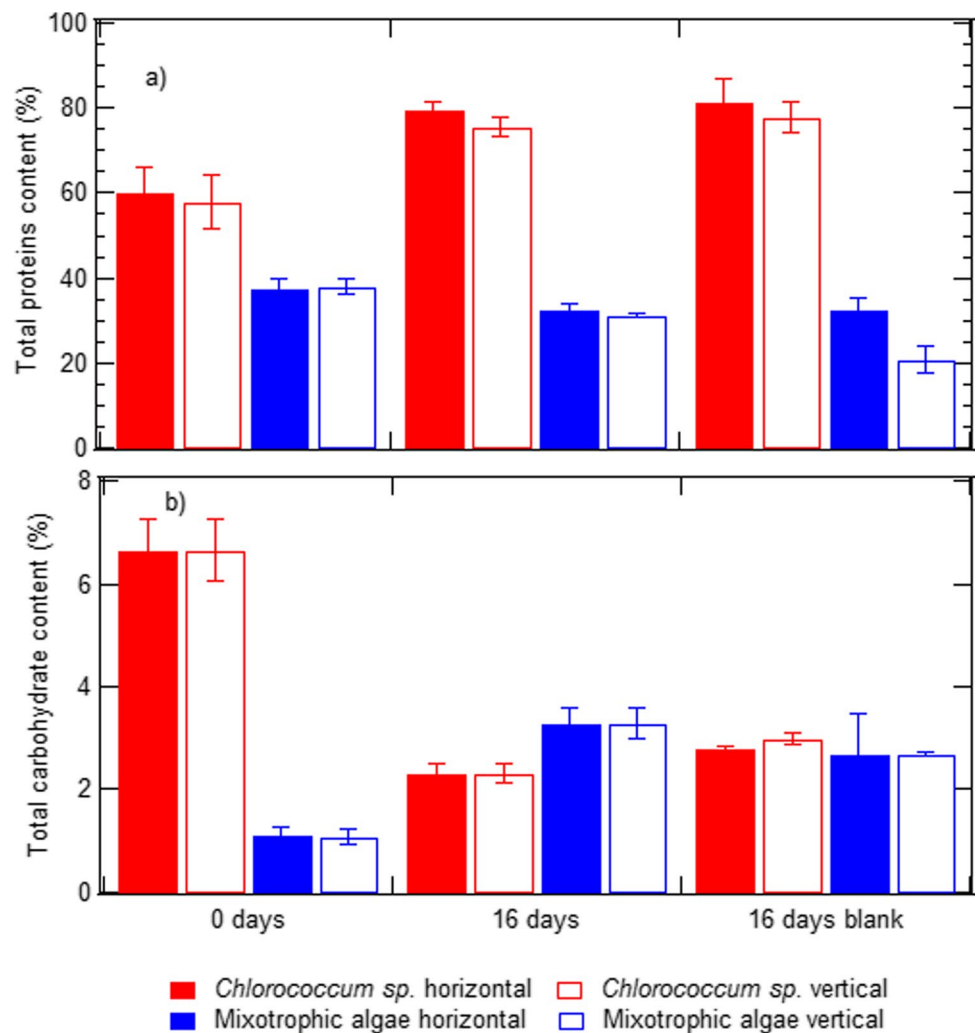 100
a)
80
60
40
20
0
Total proteins content (%)
8
b)
6
4
2
0
Total carbohydrate content (%)
0 days 16 days 16 days blank
Chlorococcum sp. horizontal Chlorococcum sp. vertical
Mixotrophic algae horizontal Mixotrophic algae vertical